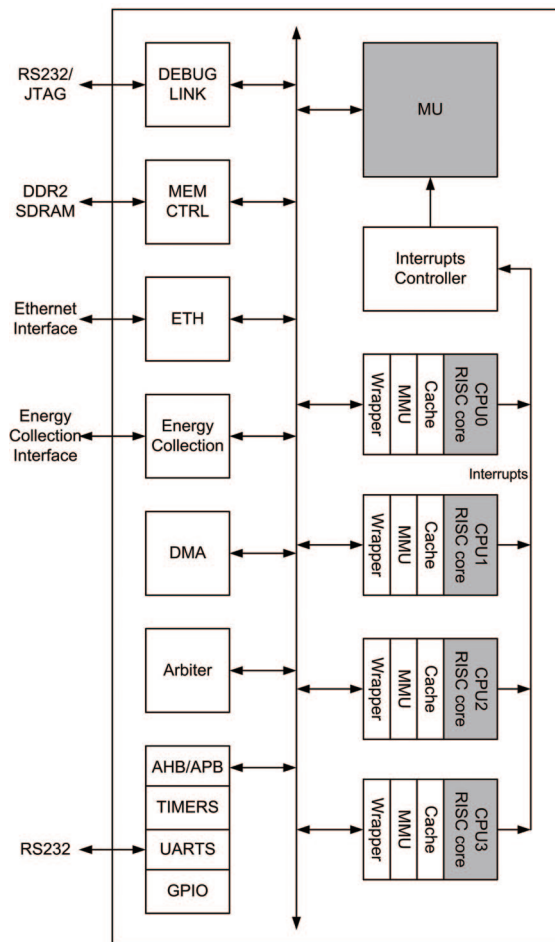 RS232/
JTAG
DEBUG
LINK
MU
DDR2
SDRAM
MEM
CTRL
Interrupts
Controller
Ethernet
Interface
ETH
Wrapper
MMU
Cache
CPU0
RISC core
Energy
Collection
Interface
Energy
Collection
Interrupts
Wrapper
MMU
Cache
CPU1
RISC core
DMA
Arbiter
Wrapper
MMU
Cache
CPU2
RISC core
AHB/APB
TIMERS
RS232
UARTS
GPIO
Wrapper
MMU
Cache
CPU3
RISC core